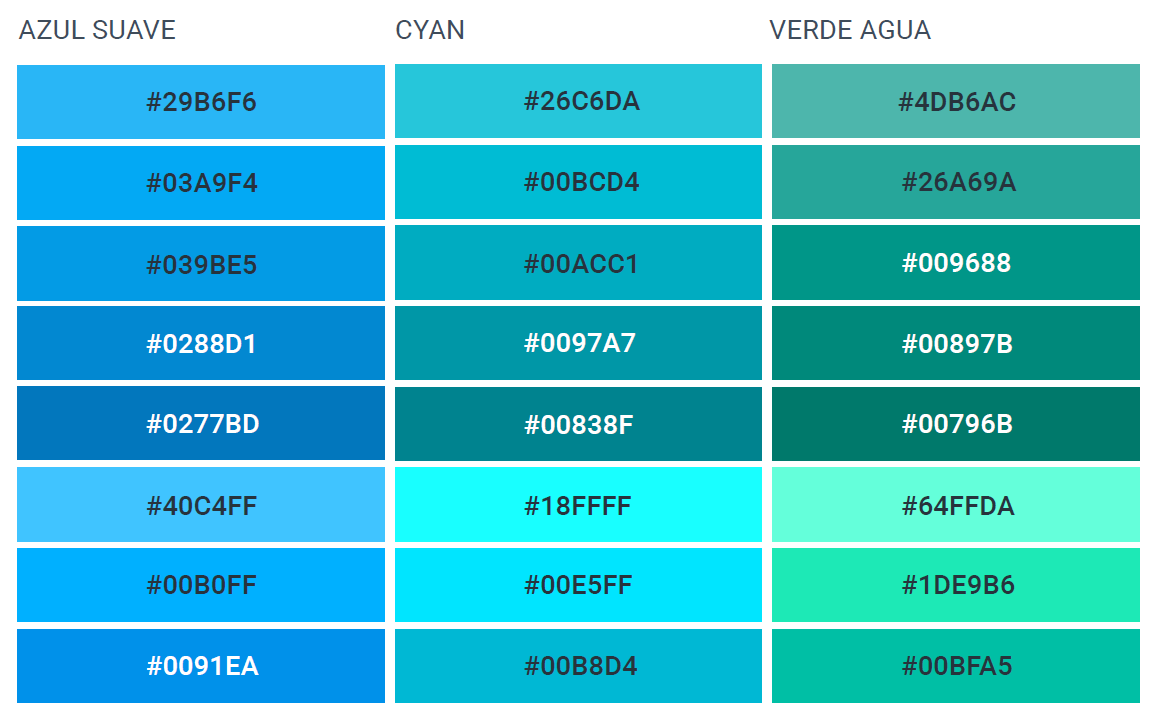 AZUL SUAVE
#29B6F6
#03A9F4
#039BE5
#0288D1
#0277BD
#40C4FF
#00B0FF
#0091EA
CYAN
#26C6DA
#00BCD4
#00ACC1
#0097A7
#00838F
#18FFFF
#00E5FF
#00B8D4
VERDE AGUA
#4DB6AC
#26A69A
#009688
#00897B
#00796B
#64FFDA
#1DE9B6
#00BFA5